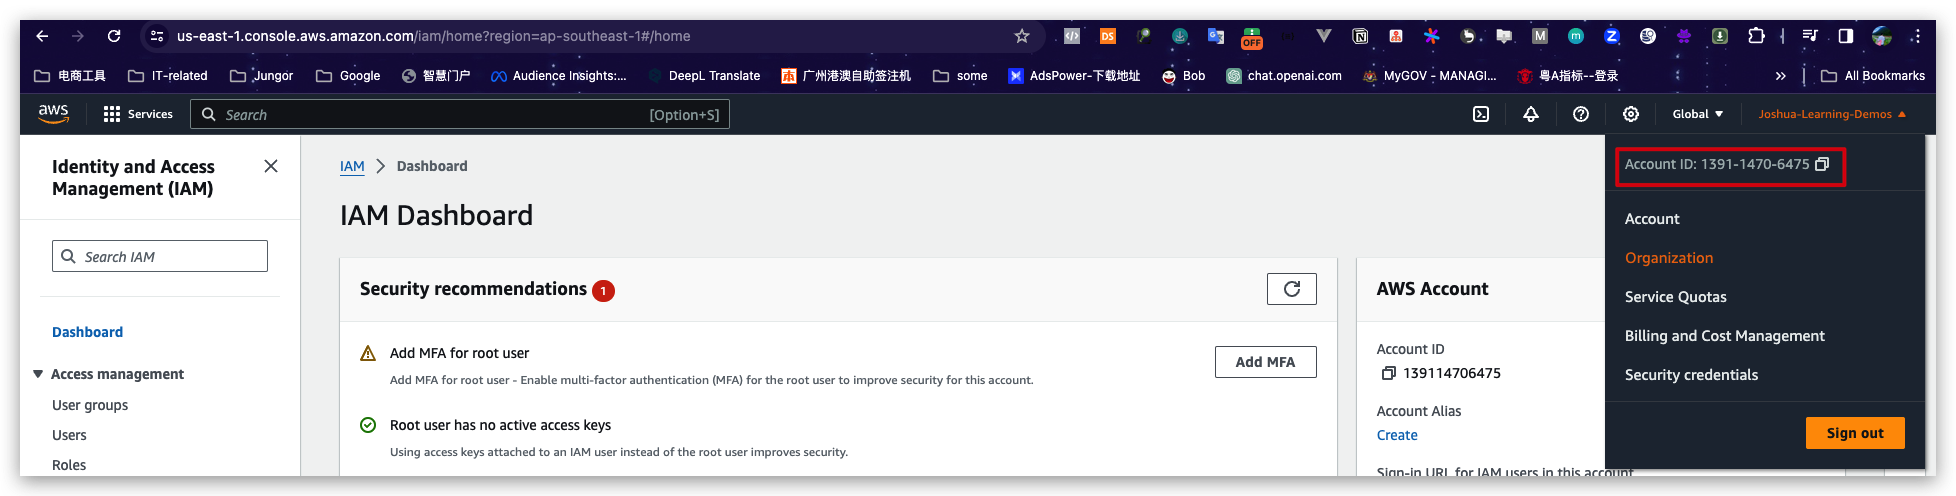 us-east-1.console.aws.amazon.com/iam/home?region=ap-southeast-1#/home
DS
OFF
M
m
Z
电商工具 IT-related Jungor Google 智慧门户 Audience Insights:... DeepL Translate 广州港澳自助签注机 some AdsPower-下载地址 Bob chat.openai.com MyGOV - MANAGI... 粤A指标--登录 » All Bookmarks
aws Services Search [Option+S] Global Joshua-Learning-Demos
Identity and Access
Management (IAM)
Search IAM
Dashboard
Access management
User groups
Users
Roles
IAM > Dashboard
IAM Dashboard
Security recommendations 1
Add MFA for root user
Add MFA for root user - Enable multi-factor authentication (MFA) for the root user to improve security for this account.
Add MFA
Root user has no active access keys
Using access keys attached to an IAM user instead of the root user improves security.
AWS Account
Account ID
139114706475
Account Alias
Create
Sign-in URL for IAM users in this account
Account ID: 1391-1470-6475
Account
Organization
Service Quotas
Billing and Cost Management
Security credentials
Sign out